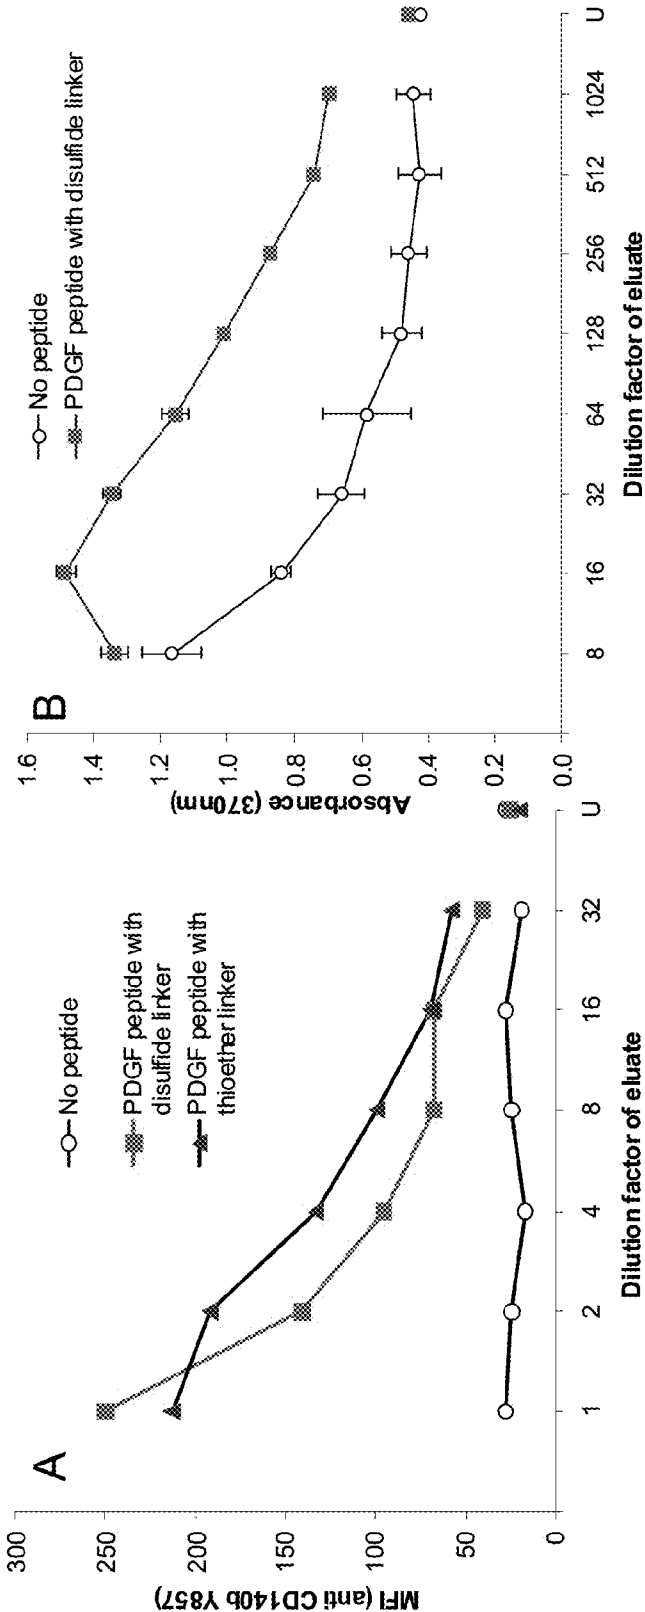 A
300
250
200
150
100
50
0
MFI (anti CD140b Y857)
No peptide
PDGF peptide with
disulfide linker
PDGF peptide with
thioether linker
1
2
4
8
16
32
U
Dilution factor of eluate
B
1.6
1.4
1.2
1.0
0.8
0.6
0.4
0.2
0.0
Absorbance (370nm)
No peptide
PDGF peptide with disulfide linker
8
16
32
64
128
256
512
1024
U
Dilution factor of eluate